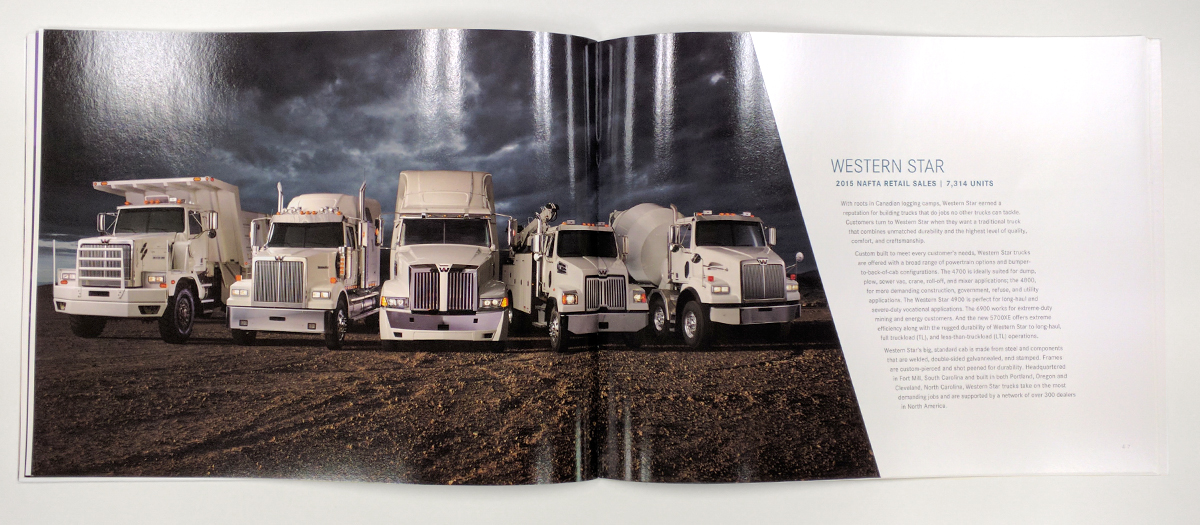 WESTERN STAR
2015 NAFTA RETAIL SALES | 7,314 UNITS
With roots in Canadian logging camps, Western Star earned a
reputation for building trucks that do jobs no other trucks can tackle.
Customers turn to Western Star when they want a traditional truck
that combines unmatched durability and the highest level of quality,
comfort, and craftsmanship.
Custom built to meet every customer's needs, Western Star trucks
are offered with a broad range of powertrain options and bumper-
to-back-of-cab configurations. The 4700 is ideally suited for dump,
plow, sewer vac, crane, roll-off, and mixer applications; the 4800,
for more demanding construction, government, refuse, and utility
applications. The Western Star 4900 is perfect for long-haul and
severe-duty vocational applications. The 6900 works for extreme-duty
mining and energy customers. And the new 5700XE offers extreme
efficiency along with the rugged durability of Western Star to long-haul,
full truckload (TL), and less-than-truckload (LTL) operations.
Western Star's big, standard cab is made from steel and components
that are welded, double-sided galvannealed, and stamped. Frames
are custom-pierced and shot peened for durability. Headquartered
in Fort Mill, South Carolina and built in both Portland, Oregon and
Cleveland, North Carolina, Western Star trucks take on the most
demanding jobs and are supported by a network of over 300 dealers
in North America.